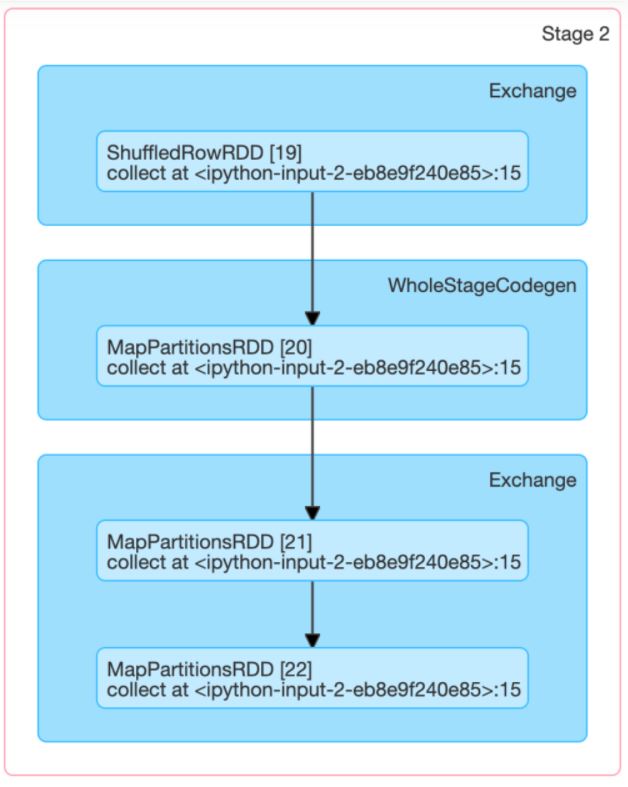 Stage 2
Exchange
ShuffledRowRDD [19]
collect at <ipython-input-2-eb8e9f240e85>:15
WholeStageCodegen
MapPartitionsRDD [20]
collect at <ipython-input-2-eb8e9f240e85>:15
Exchange
MapPartitionsRDD [21]
collect at <ipython-input-2-eb8e9f240e85>:15
MapPartitionsRDD [22]
collect at <ipython-input-2-eb8e9f240e85>:15